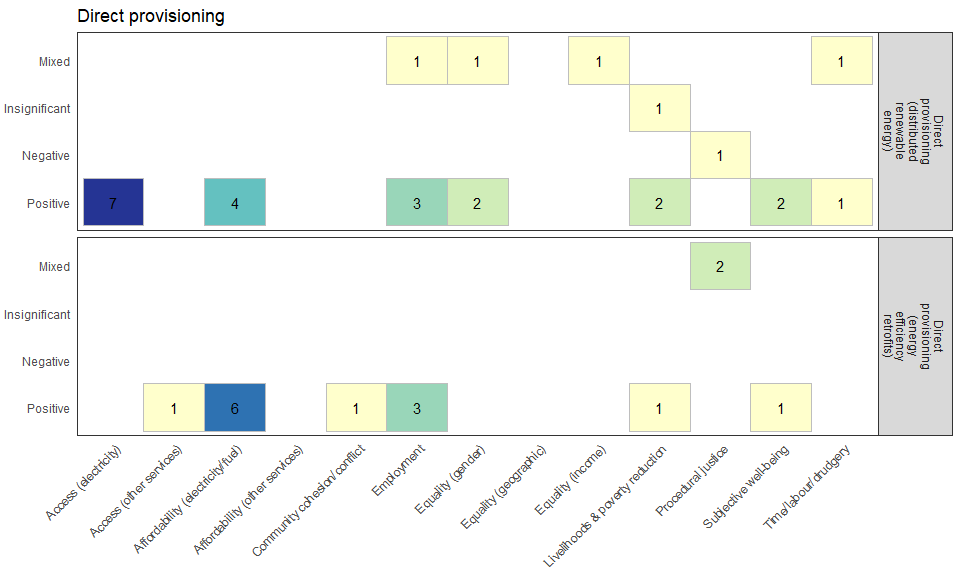 Direct provisioning
Mixed
1 1 1 1
Insignificant
1
Negative
1
Positive
7 4 3 2 2 2 1
Direct
provisioning
(distributed
renewable
energy)
Mixed
2
Insignificant
Negative
Positive
1 6 1 3 1 1
Direct
provisioning
(energy
efficiency
retrofits)
Access (electricity)
Access (other services)
Affordability (electricity/fuel)
Affordability (other services)
Community cohesion/conflict
Employment
Equality (gender)
Equality (geographic)
Equality (income)
Livelihoods & poverty reduction
Procedural justice
Subjective well-being
Time/labour/drudgery